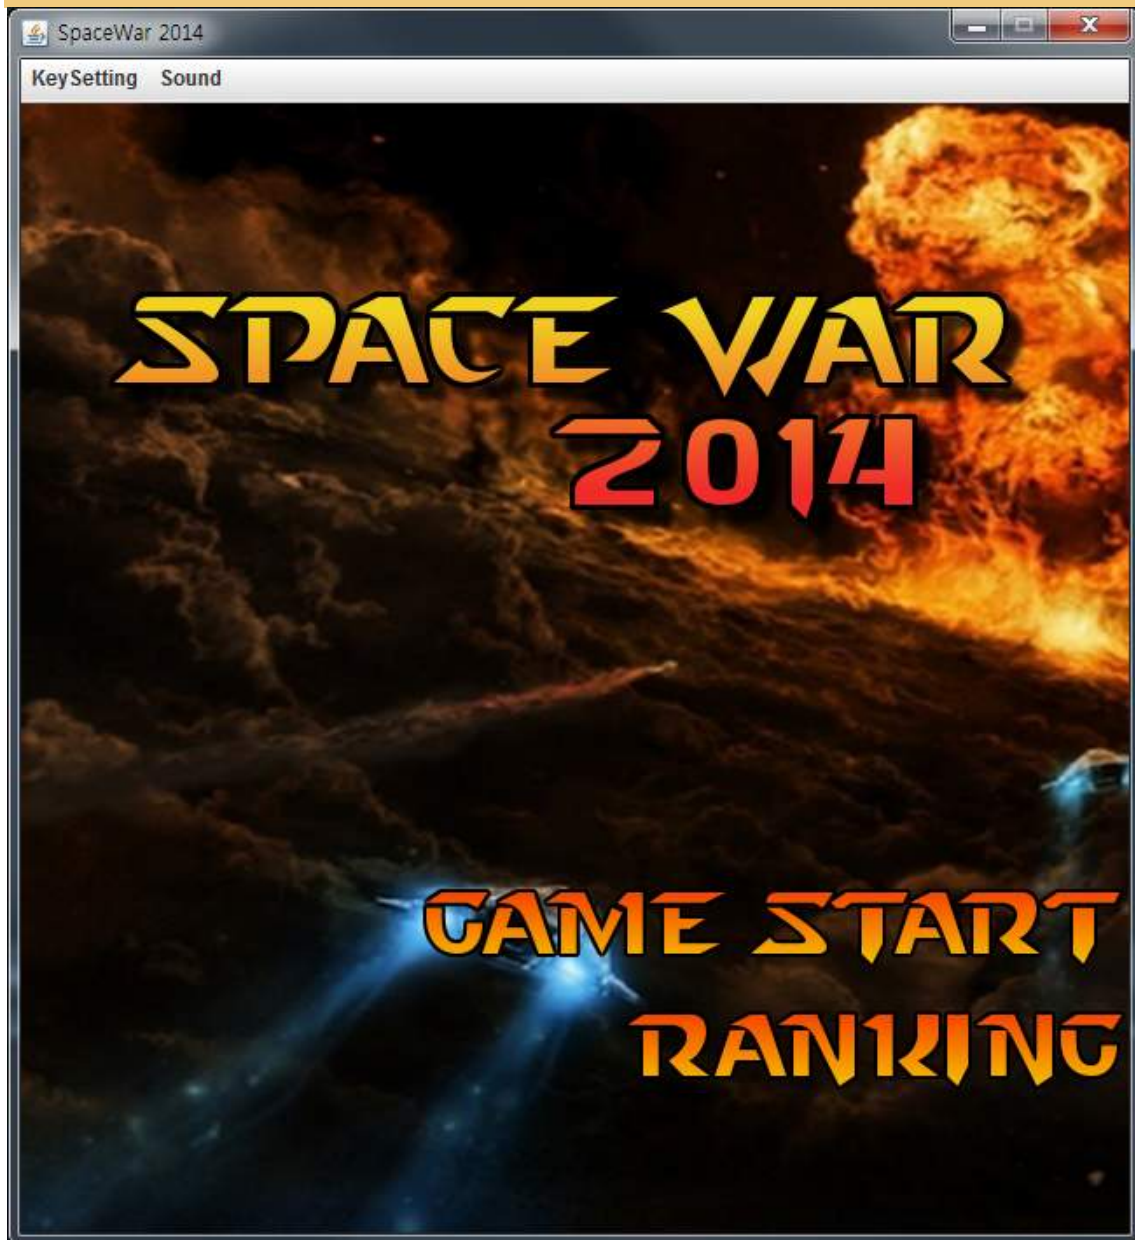 SpaceWar 2014
KeySetting Sound
SPACE WAR
2014
GAME START
RANKING